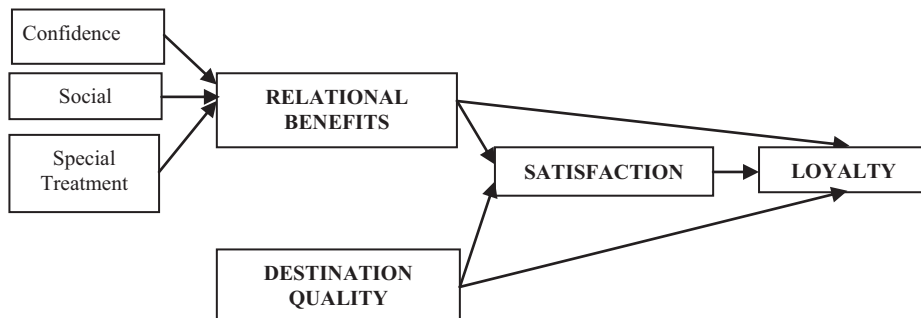 Confidence
Social
Special
Treatment
RELATIONAL
BENEFITS
SATISFACTION
LOYALTY
DESTINATION
QUALITY